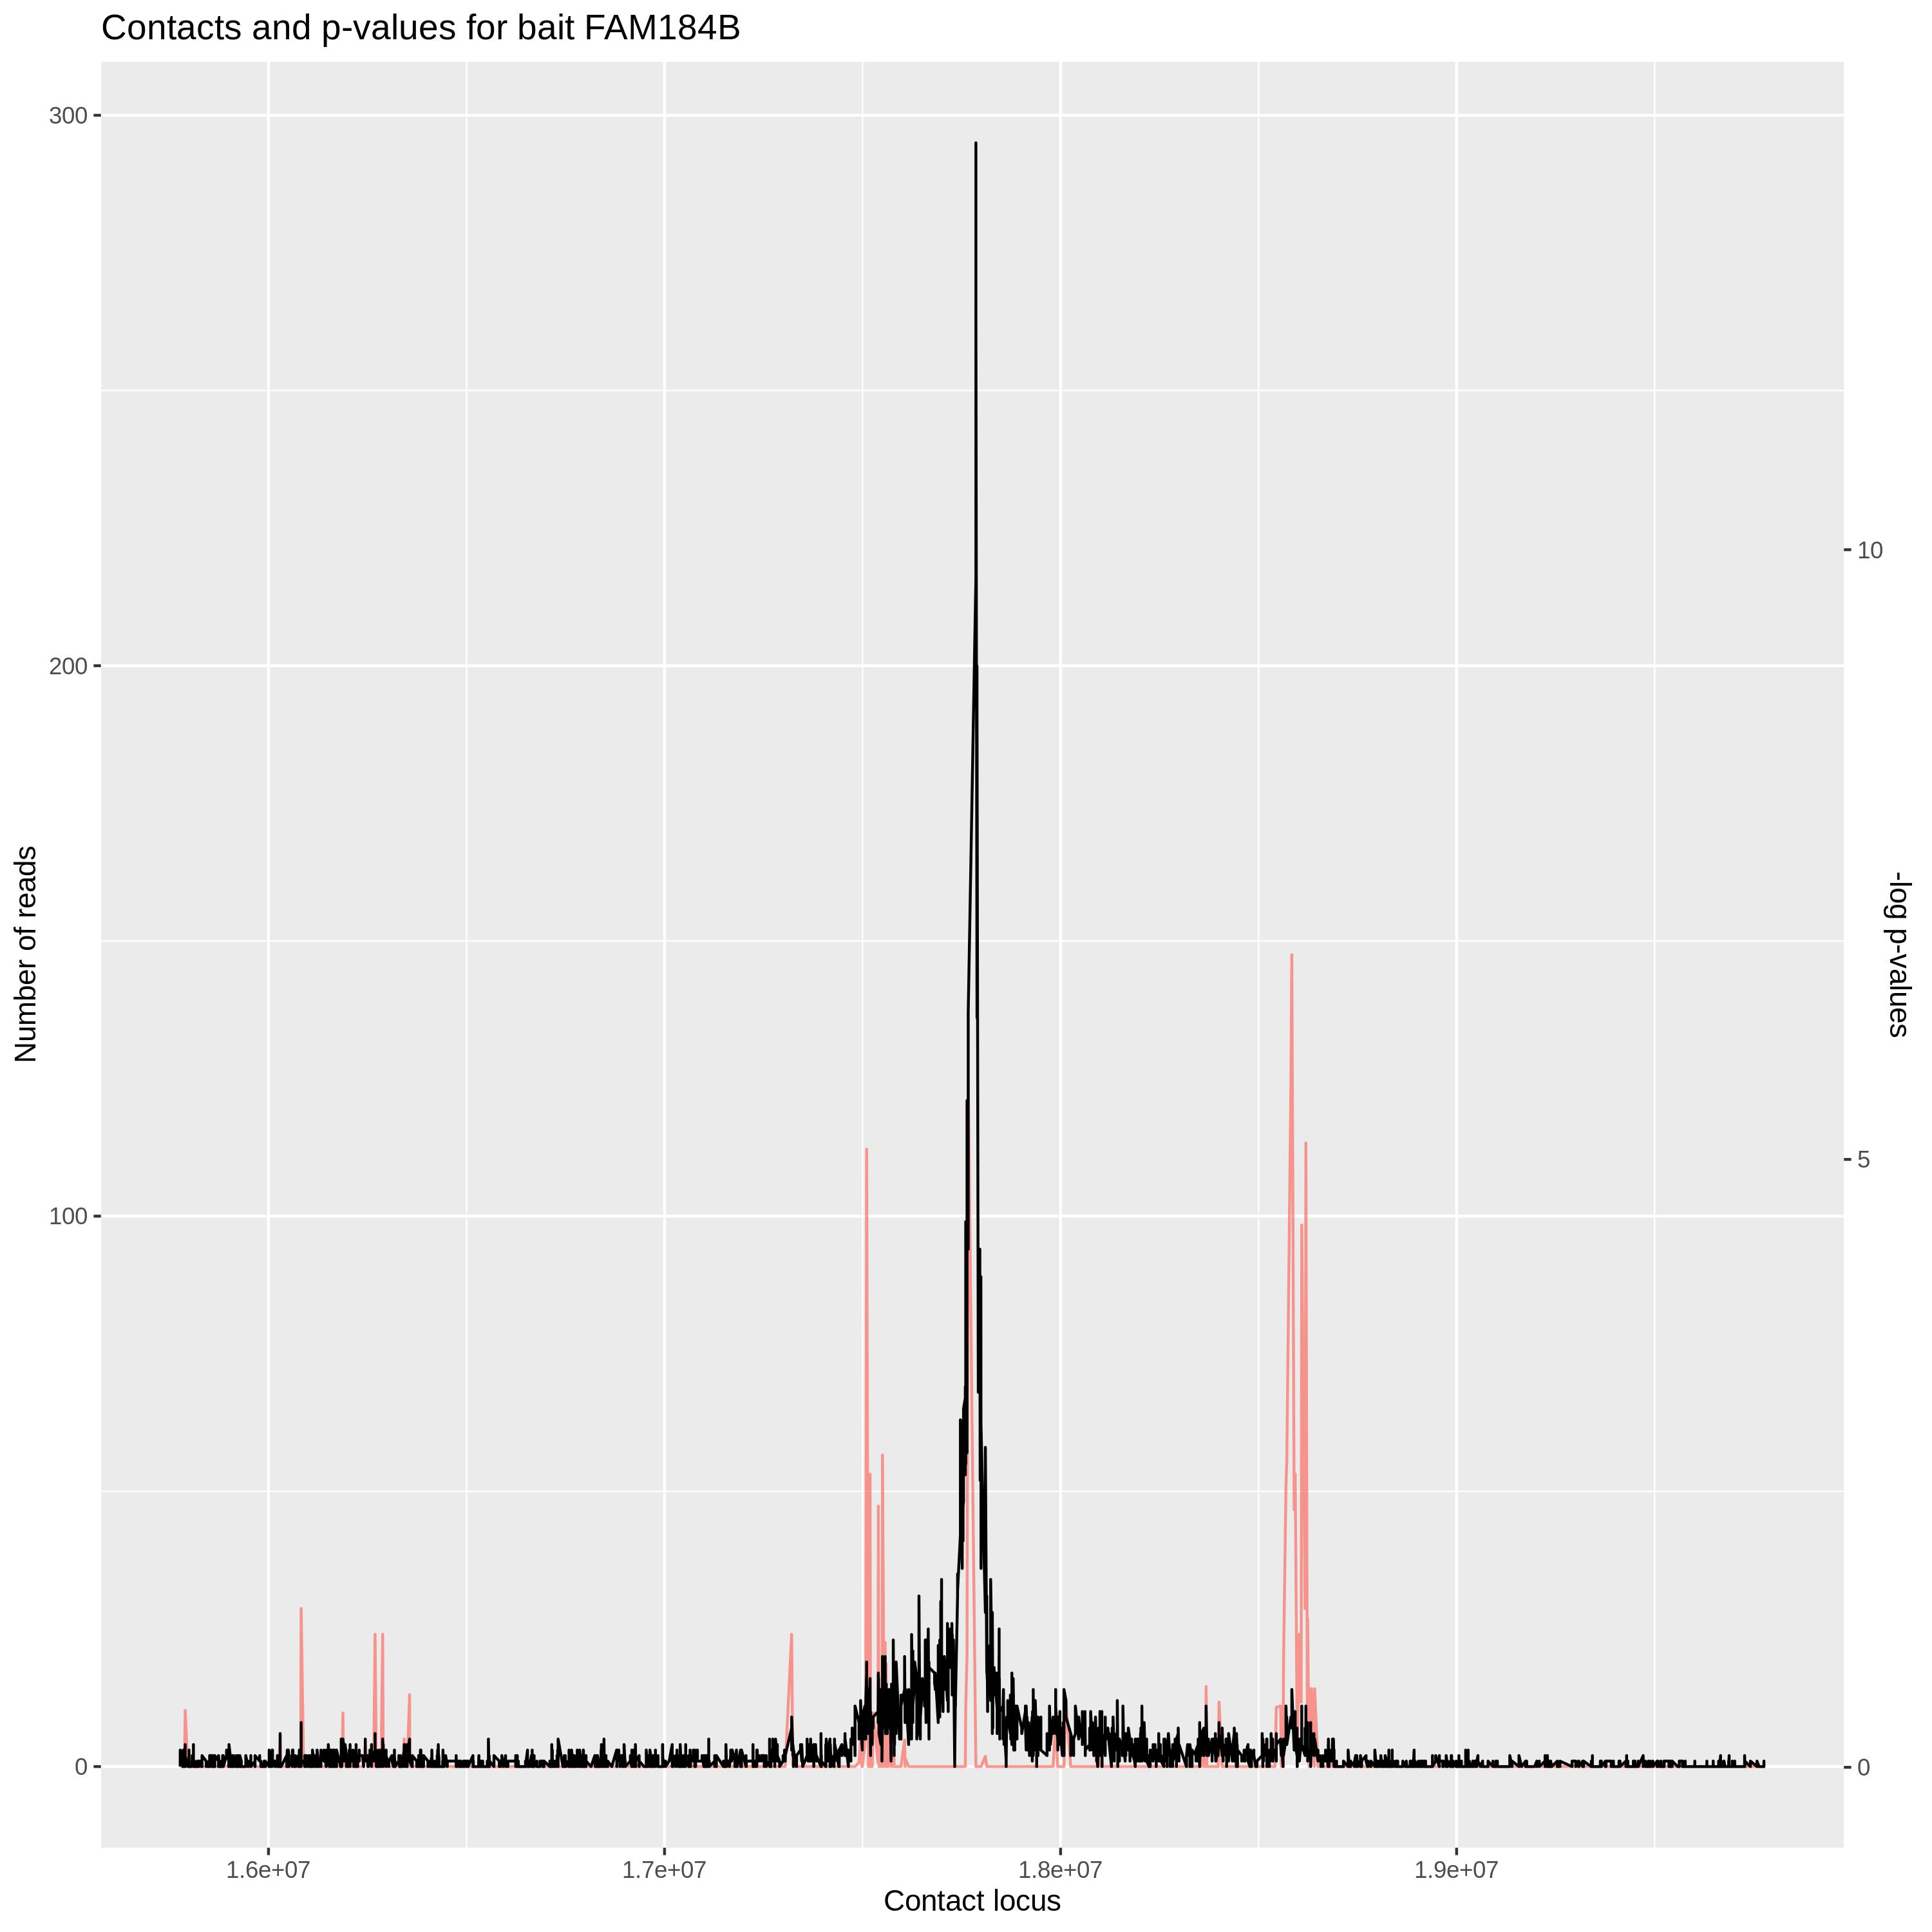 Contacts and p-values for bait FAM184B
300
200
100
0
Number of reads
10
5
0
-log p-values
1.6e+07
1.7e+07
1.8e+07
1.9e+07
Contact locus